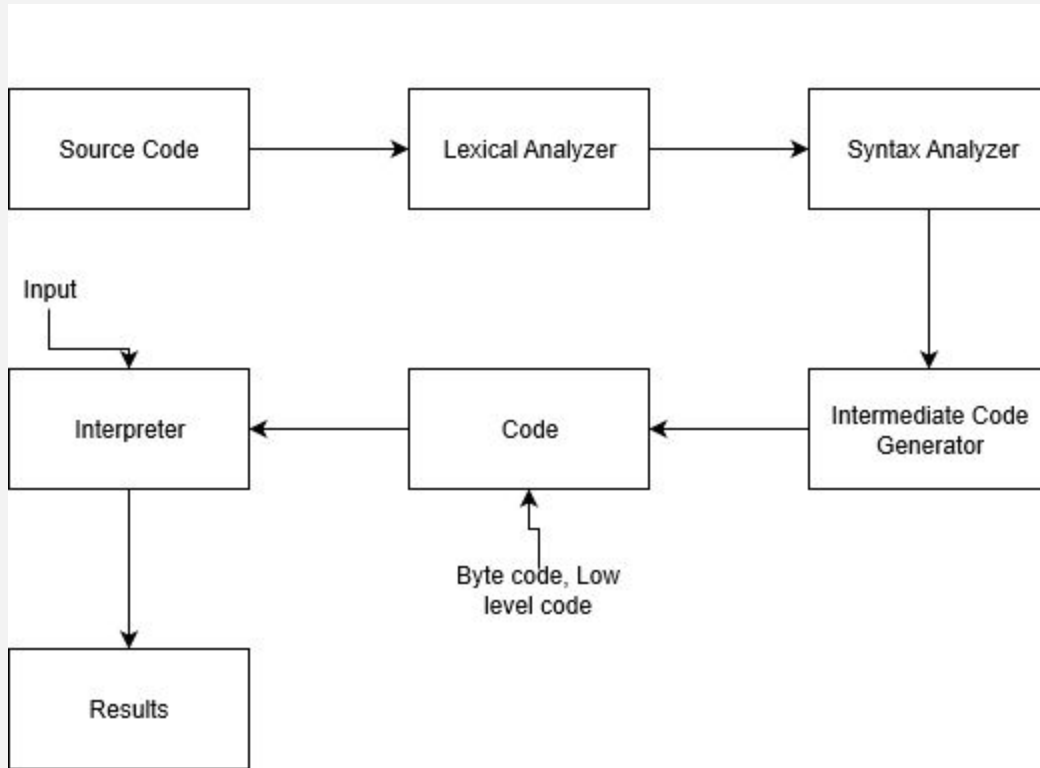 Source Code
Lexical Analyzer
Syntax Analyzer
Input
Interpreter
Code
Intermediate Code
Generator
Byte code, Low
level code
Results